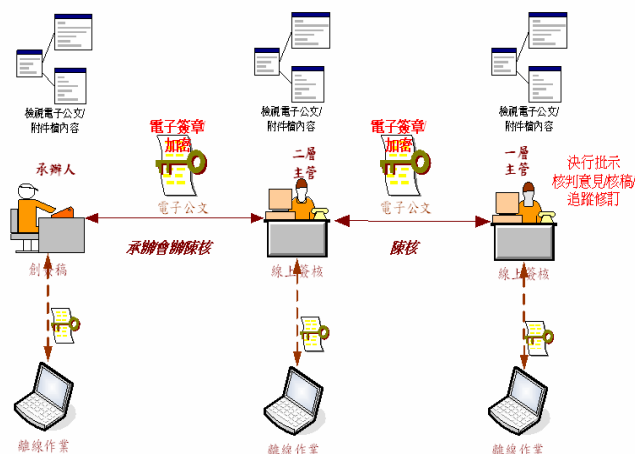 檢視電子公文/
附件檔內容
檢視電子公文/
附件檔內容
檢視電子公文/
附件檔內容
電子簽章/
加密
電子簽章/
加密
承辦人
二層
主管
一層
主管
決行批示
核判意見/核稿/
追蹤修訂
電子公文
電子公文
承辦會辦陳核
陳核
線上簽核
線上簽核
離線作業
離線作業
離線作業